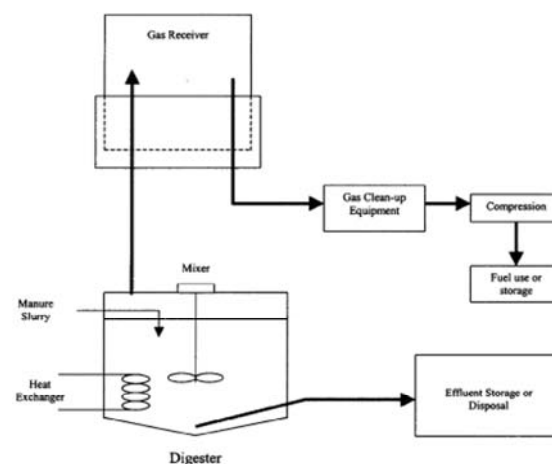 Gas Receiver
Gas Clean-up
Equipment
Compression
Fuel use or
storage
Mixer
Manure
Slurry
Heat
Exchanger
Effluent Storage or
Disposal
Digester